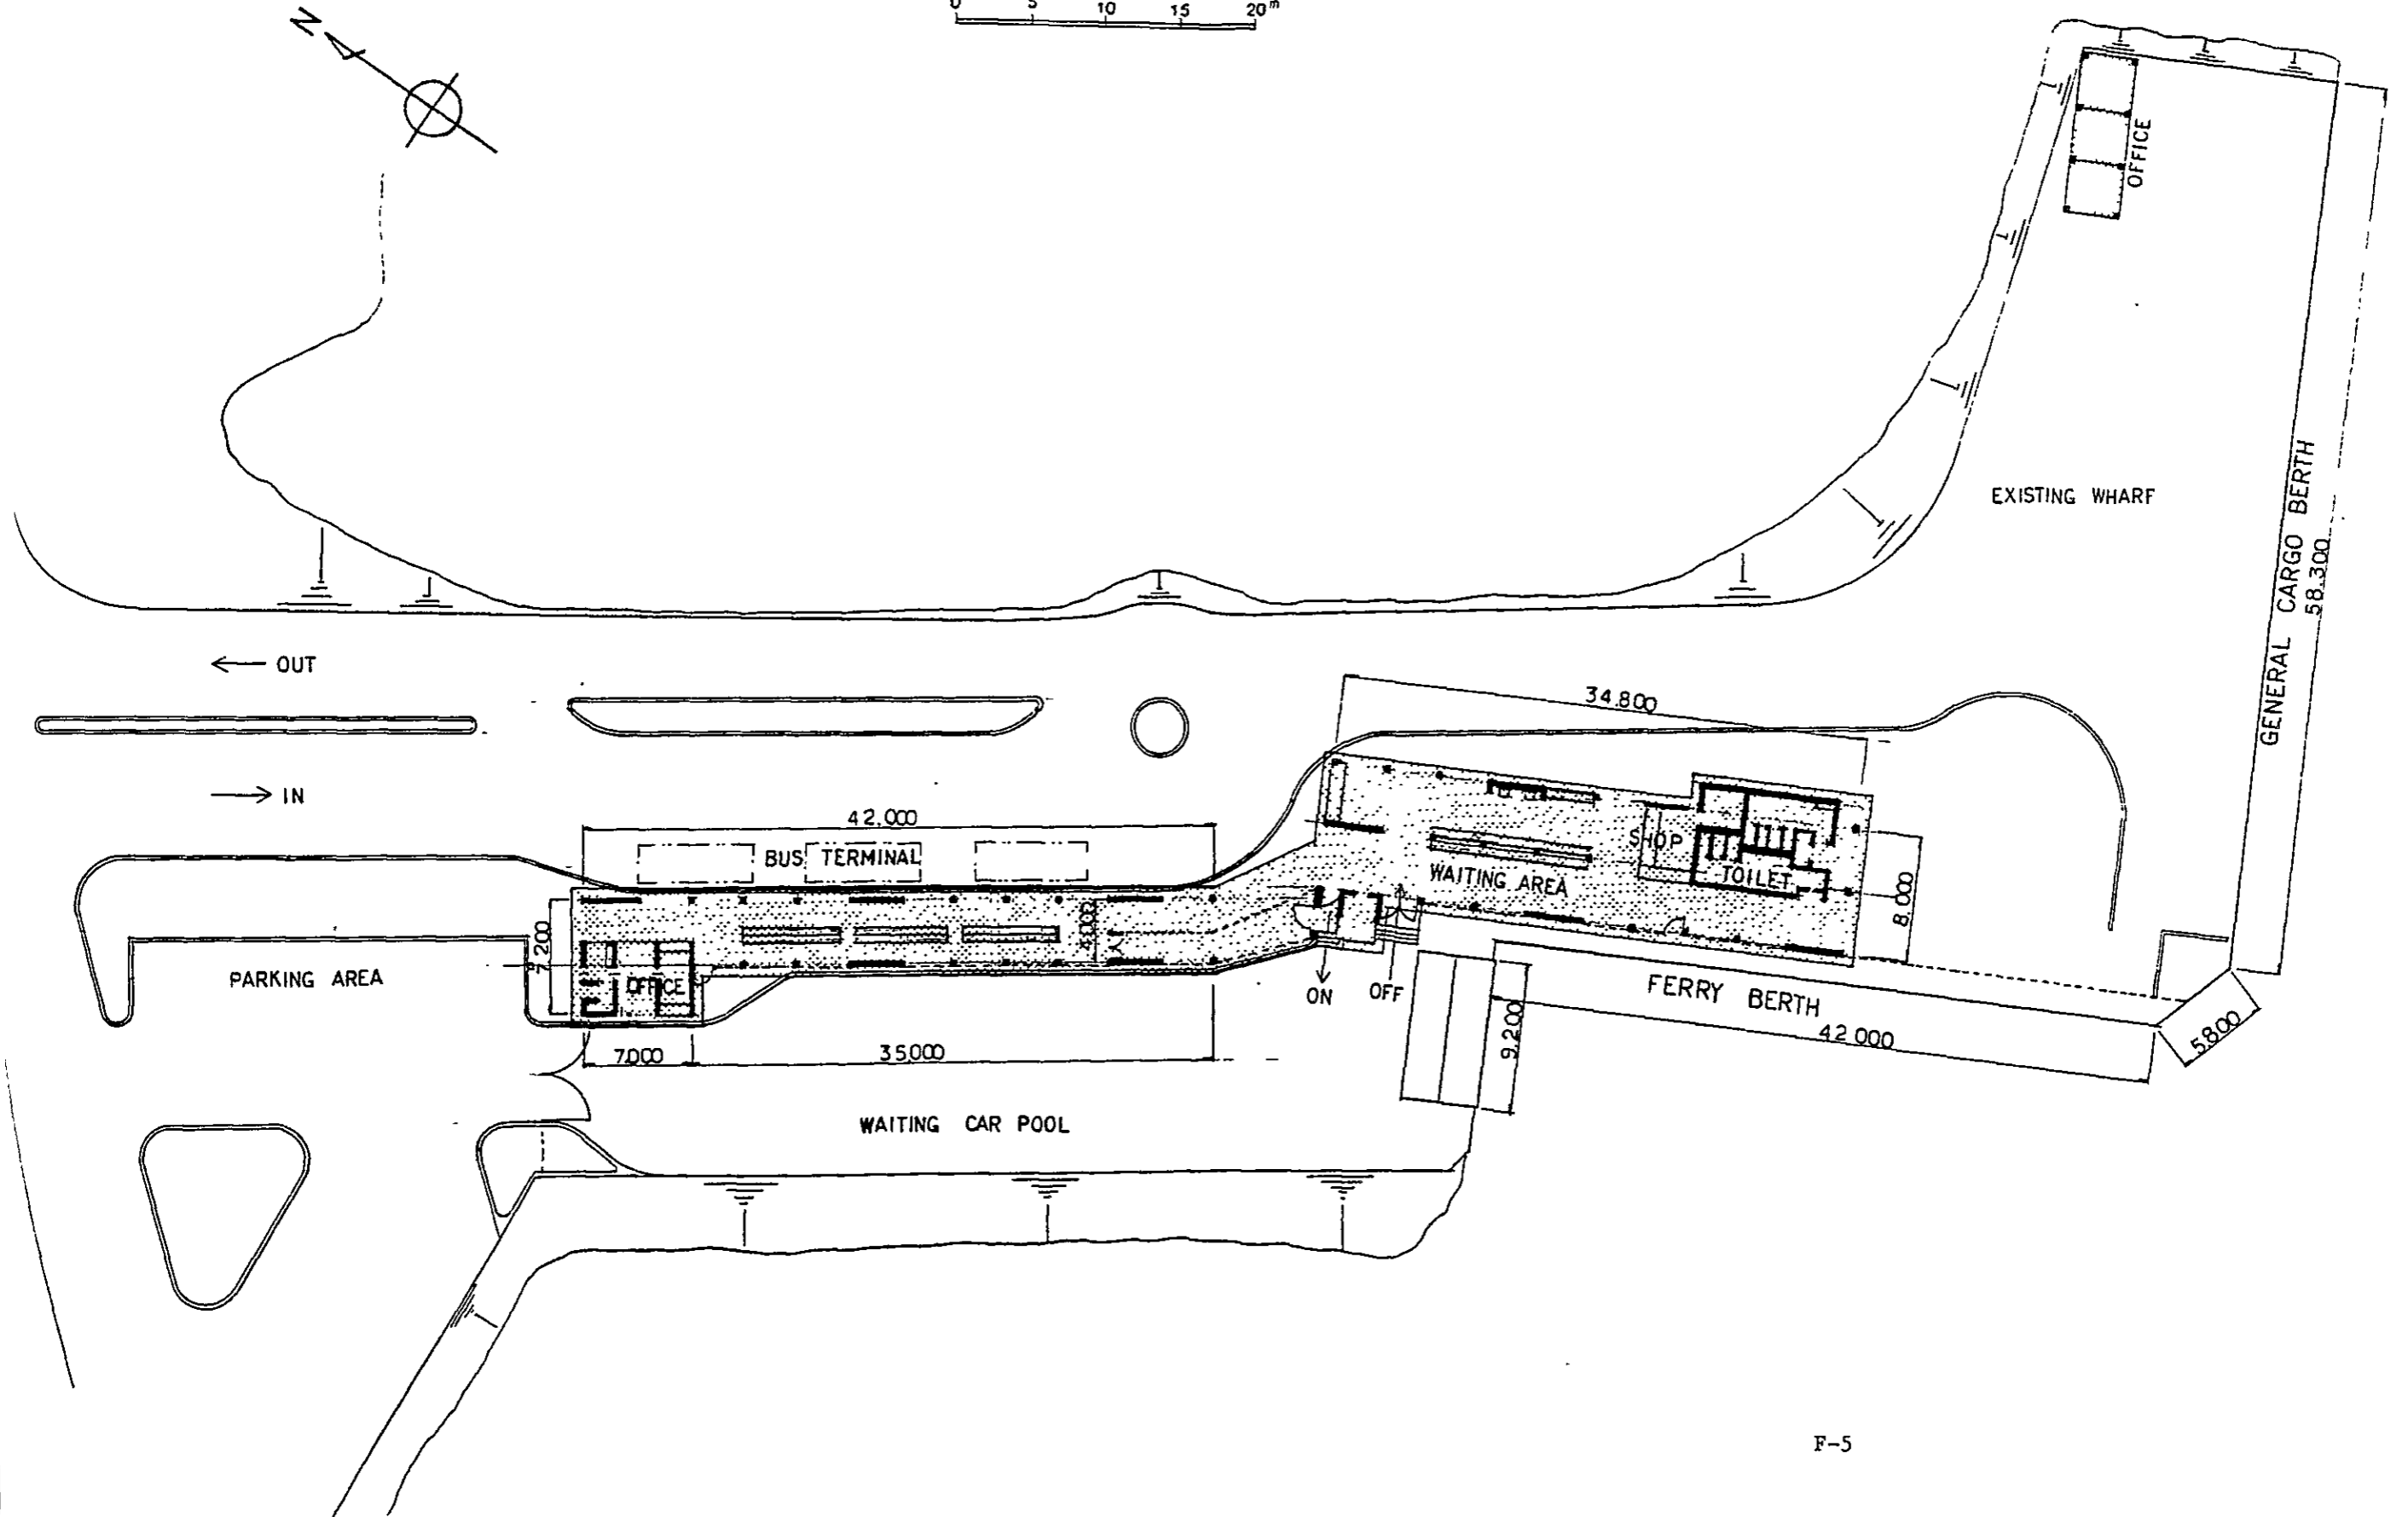 0 5 10 15 20m
N
OFFICE
EXISTING WHARF
GENERAL CARGO BERTH
58.300
OUT
IN
34.800
42.000
BUS TERMINAL
SHOP
WAITING AREA
TOILET
8.000
7.200
4.000
OFFICE
PARKING AREA
ON
OFF
FERRY BERTH
9.200
42 000
5.800
7.000
35.000
WAITING CAR POOL
F-5